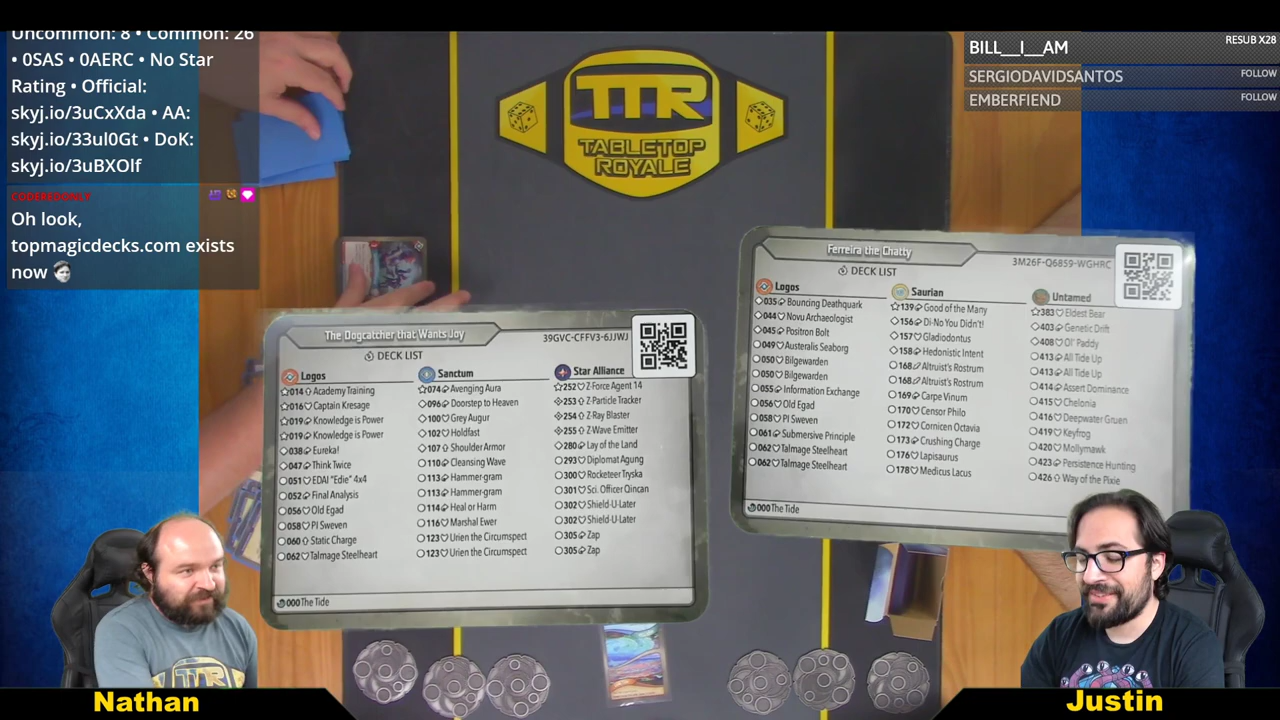 Uncommon: 8 • Common: 26
• 0SAS • 0AERC • No Star
Rating • Official:
skyj.io/3uCxXda • AA:
skyj.io/33ul0Gt • DoK:
skyj.io/3uBXOlf
CODEREDONLY
Oh look,
topmagicdecks.com exists
now
TTR
TABLETOP
ROYALE
BILL__I__AM
RESUB X28
SERGIODAVIDSANTOS
FOLLOW
EMBERFIEND
FOLLOW
The Dogcatcher that Wants Joy
39GVC-CFFV3-6JJWJ
DECK LIST
Logos
014 Academy Training
016 Captain Kresage
019 Knowledge is Power
019 Knowledge is Power
038 Eureka!
047 Think Twice
051 EDAI "Edie" 4x4
052 Final Analysis
056 Old Egad
058 PI Sweven
060 Static Charge
062 Talmage Steelheart
Sanctum
074 Avenging Aura
096 Doorstep to Heaven
100 Grey Augur
102 Holdfast
107 Shoulder Armor
110 Cleansing Wave
113 Hammer-gram
113 Hammer-gram
114 Heal or Harm
116 Marshal Ewer
123 Urien the Circumspect
123 Urien the Circumspect
Star Alliance
252 Z-Force Agent 14
253 Z-Particle Tracker
254 Z-Ray Blaster
255 Z-Wave Emitter
280 Lay of the Land
293 Diplomat Agung
300 Rocketeer Tryska
301 Sci. Officer Qincan
302 Shield-U-Later
302 Shield-U-Later
305 Zap
305 Zap
000 The Tide
Ferreira the Chatty
3M26F-Q6859-WGHRC
DECK LIST
Logos
035 Bouncing Deathquark
044 Novu Archaeologist
045 Positron Bolt
049 Australis Seaborg
050 Bilgewarden
050 Bilgewarden
055 Information Exchange
056 Old Egad
058 PI Sweven
061 Submersive Principle
062 Talmage Steelheart
062 Talmage Steelheart
Saurian
139 Good of the Many
156 Di-No You Didn't!
157 Gladiodontus
158 Hedonistic Intent
168 Altruist's Rostrum
168 Altruist's Rostrum
169 Carpe Vinum
170 Censor Philo
172 Cornicen Octavia
173 Crushing Charge
176 Lapisaurus
178 Medicus Lacus
Untamed
383 Eldest Bear
403 Genetic Drift
408 Ol' Paddy
413 All Tide Up
413 All Tide Up
414 Assert Dominance
415 Chelonia
416 Deepwater Gruen
419 Keyfrog
420 Mollymawk
423 Persistence Hunting
426 Way of the Pixie
000 The Tide
TTR
Nathan
Justin